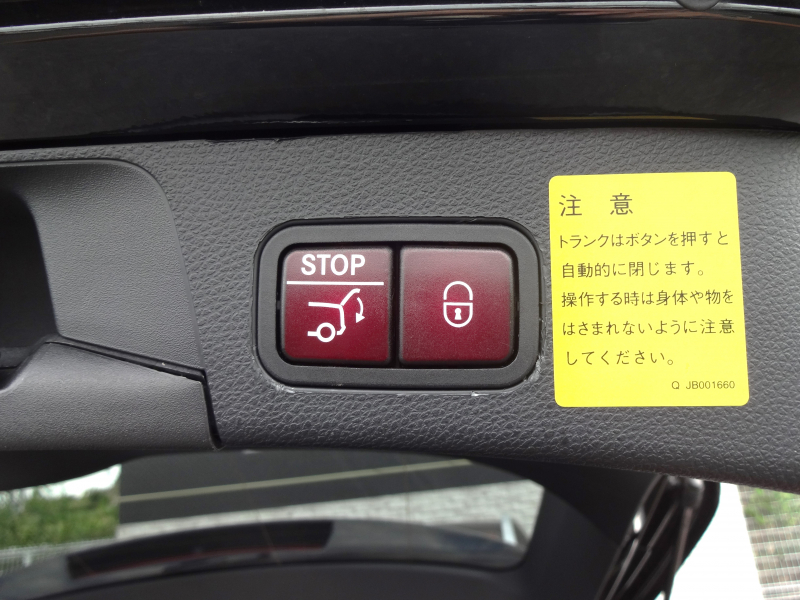 STOP
注 意
トランクはボタンを押すと
自動的に閉じます。
操作する時は身体や物を
はさまれないように注意
してください。
Q JB001660